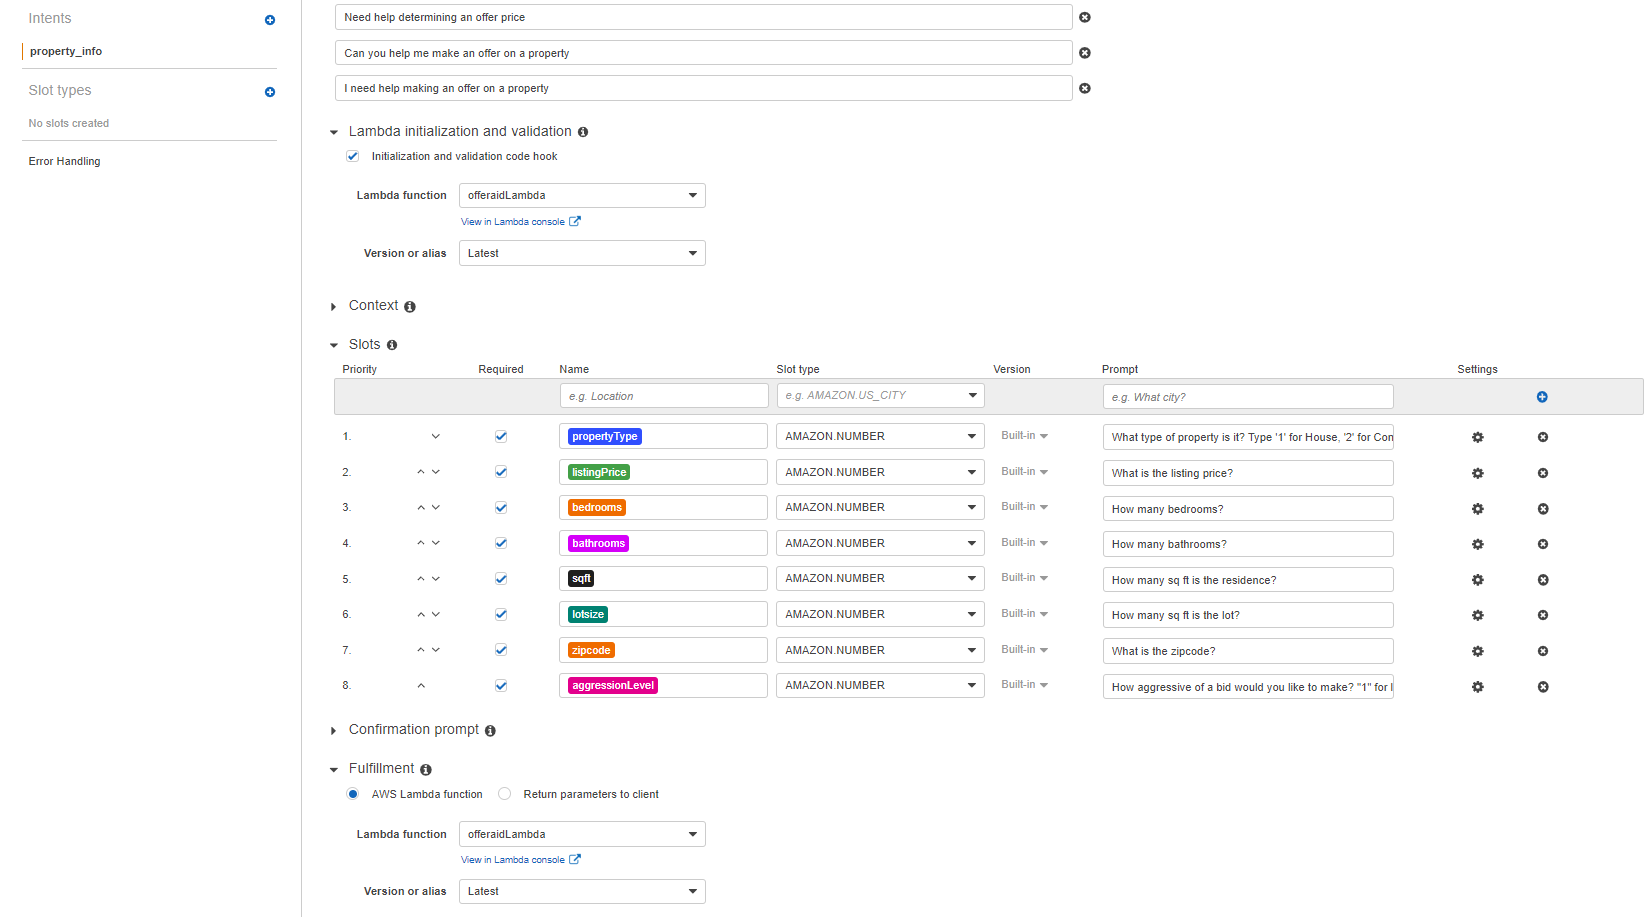 Intents
property_info
Slot types
No slots created
Error Handling
Need help determining an offer price
Can you help me make an offer on a property
I need help making an offer on a property
Lambda initialization and validation
Initialization and validation code hook
Lambda function offeraidLambda
View in Lambda console
Version or alias Latest
Context
Slots
Priority Required Name Slot type Version Prompt Settings
e.g. Location e.g. AMAZON.US_CITY e.g. What city?
1. propertyType AMAZON.NUMBER Built-in What type of property is it? Type '1' for House, '2' for Con
2. listingPrice AMAZON.NUMBER Built-in What is the listing price?
3. bedrooms AMAZON.NUMBER Built-in How many bedrooms?
4. bathrooms AMAZON.NUMBER Built-in How many bathrooms?
5. sqft AMAZON.NUMBER Built-in How many sq ft is the residence?
6. lotsize AMAZON.NUMBER Built-in How many sq ft is the lot?
7. zipcode AMAZON.NUMBER Built-in What is the zipcode?
8. aggressionLevel AMAZON.NUMBER Built-in How aggressive of a bid would you like to make? "1" for l
Confirmation prompt
Fulfillment
AWS Lambda function Return parameters to client
Lambda function offeraidLambda
View in Lambda console
Version or alias Latest